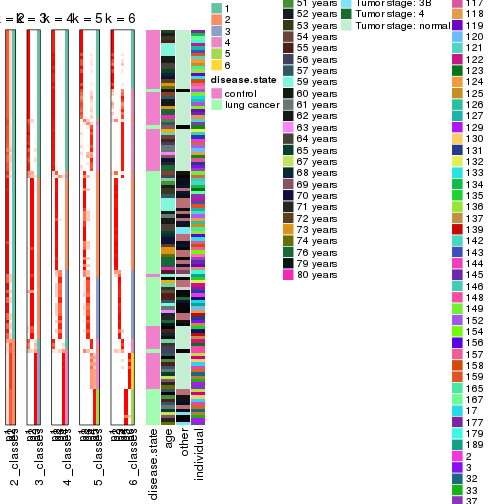 k = 3 k = 4 k = 5 k = 6
1
2
3
4
5
6
disease.state
control
lung cancer
51 years
52 years
53 years
54 years
55 years
56 years
57 years
59 years
60 years
61 years
62 years
63 years
64 years
65 years
67 years
68 years
69 years
70 years
71 years
72 years
73 years
74 years
76 years
79 years
80 years
Tumor stage: 3B
Tumor stage: 4
Tumor stage: normal
117
118
119
120
121
122
123
124
125
126
127
129
130
131
132
133
134
135
136
137
139
142
143
144
145
146
148
149
152
154
156
157
158
159
165
167
17
177
179
189
2
3
32
33
37
2_classes
3_classes
4_classes
5_classes
6_classes
disease.state
age
other
individual